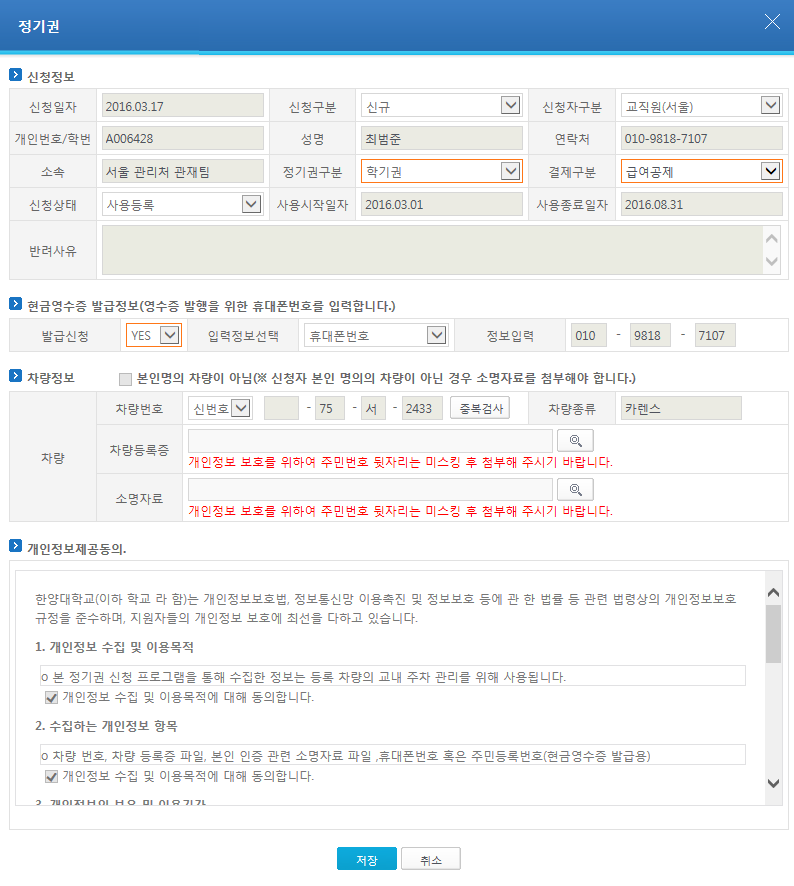 정기권
신청정보
신청일자 2016.03.17 신청구분 신규 신청자구분 교직원(서울)
개인번호/학번 A006428 성명 최범준 연락처 010-9818-7107
소속 서울 관리처 관재팀 정기권구분 학기권 결제구분 급여공제
신청상태 사용등록 사용시작일자 2016.03.01 사용종료일자 2016.08.31
반려사유
현금영수증 발급정보(영수증 발행을 위한 휴대폰번호를 입력합니다.)
발급신청 YES 입력정보선택 휴대폰번호 정보입력 010 - 9818 - 7107
차량정보 본인명의 차량이 아님(※ 신청자 본인 명의의 차량이 아닌 경우 소명자료를 첨부해야 합니다.)
차량번호 신번호 - 75 - 서 - 2433 중복검사 차량종류 카렌스
차량
차량등록증
개인정보 보호를 위하여 주민번호 뒷자리는 미스킹 후 첨부해 주시기 바랍니다.
소명자료
개인정보 보호를 위하여 주민번호 뒷자리는 미스킹 후 첨부해 주시기 바랍니다.
개인정보제공동의.
한양대학교(이하 학교 라 함)는 개인정보보호법, 정보통신망 이용촉진 및 정보보호 등에 관 한 법률 등 관련 법령상의 개인정보보호
규정을 준수하며, 지원자들의 개인정보 보호에 최선을 다하고 있습니다.
1. 개인정보 수집 및 이용목적
o 본 정기권 신청 프로그램을 통해 수집한 정보는 등록 차량의 교내 주차 관리를 위해 사용됩니다.
개인정보 수집 및 이용목적에 대해 동의합니다.
2. 수집하는 개인정보 항목
o 차량 번호, 차량 등록증 파일, 본인 인증 관련 소명자료 파일 ,휴대폰번호 혹은 주민등록번호(현금영수증 발급용)
개인정보 수집 및 이용목적에 대해 동의합니다.
3. 개인정보의 보유 및 이용기간
저장 취소